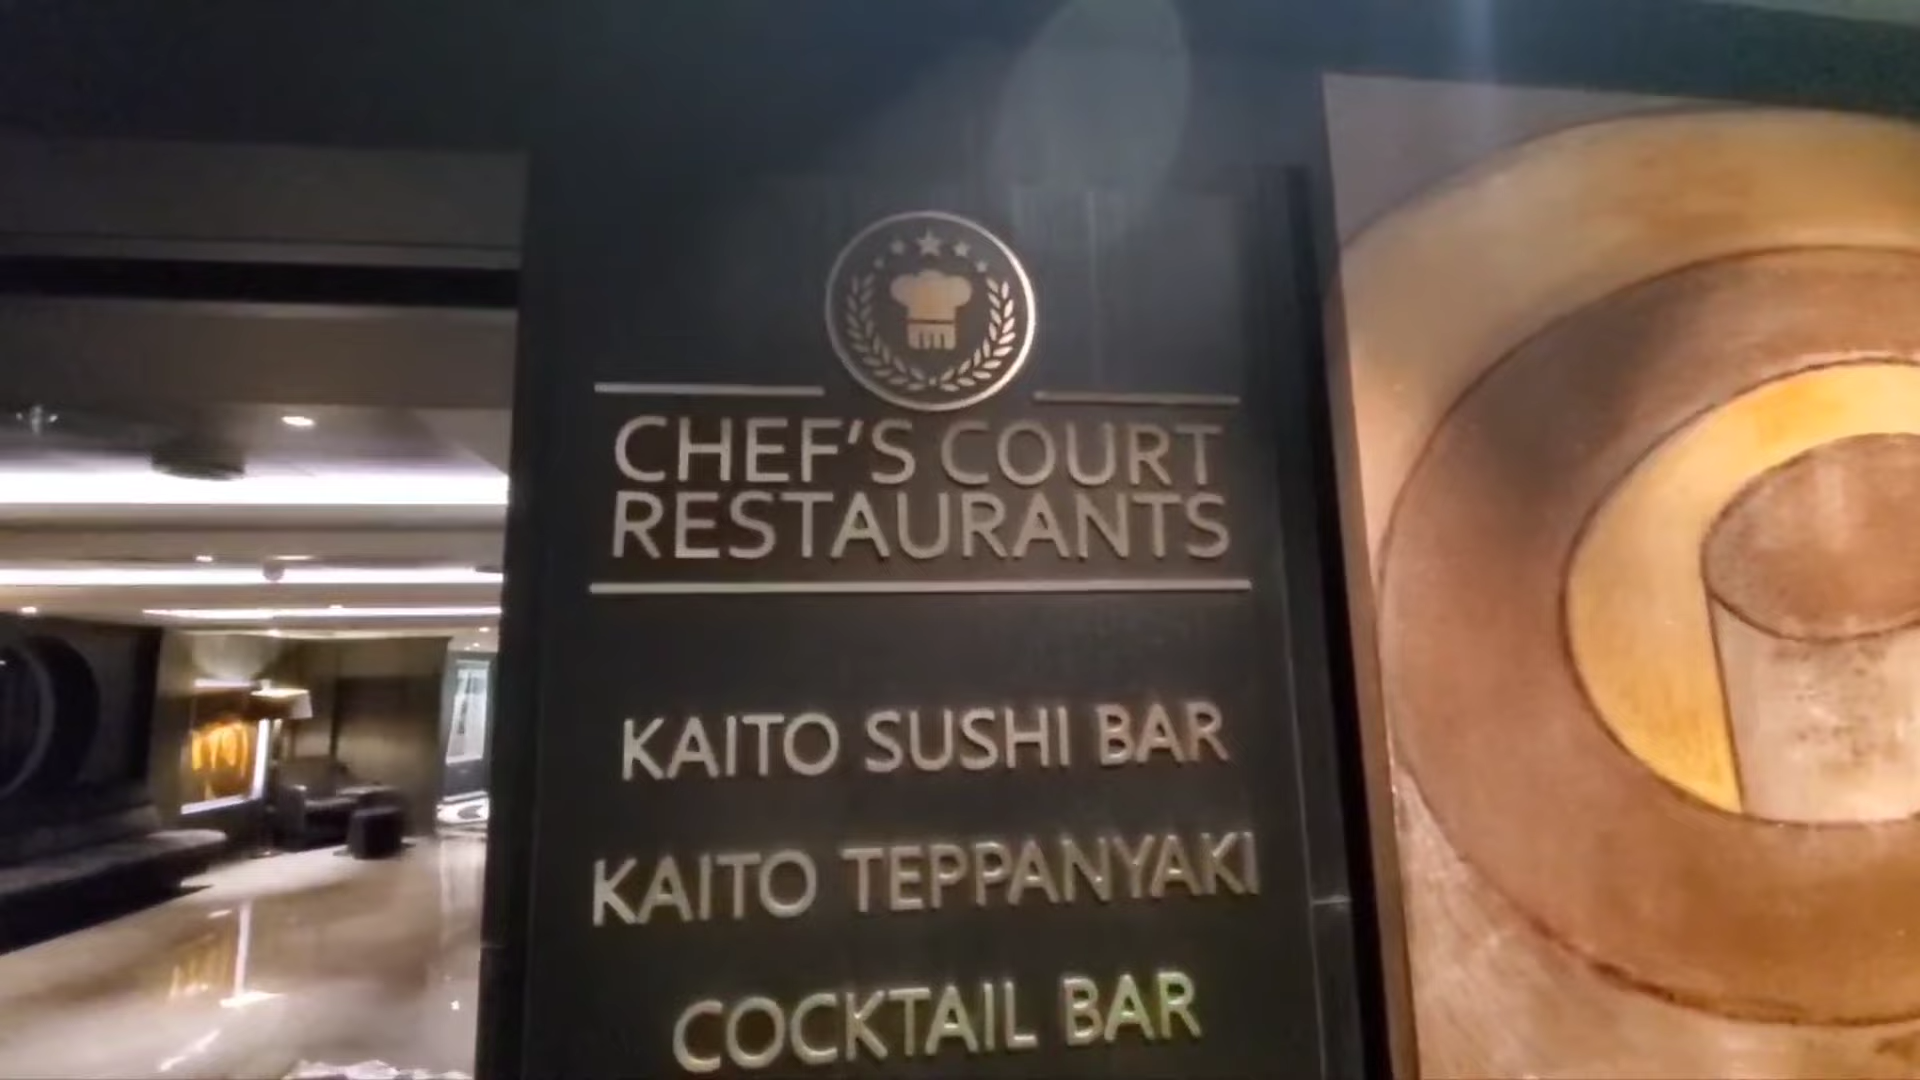 CHEF'S COURT
RESTAURANTS
KAITO SUSHI BAR
KAITO TEPPANYAKI
COCKTAIL BAR